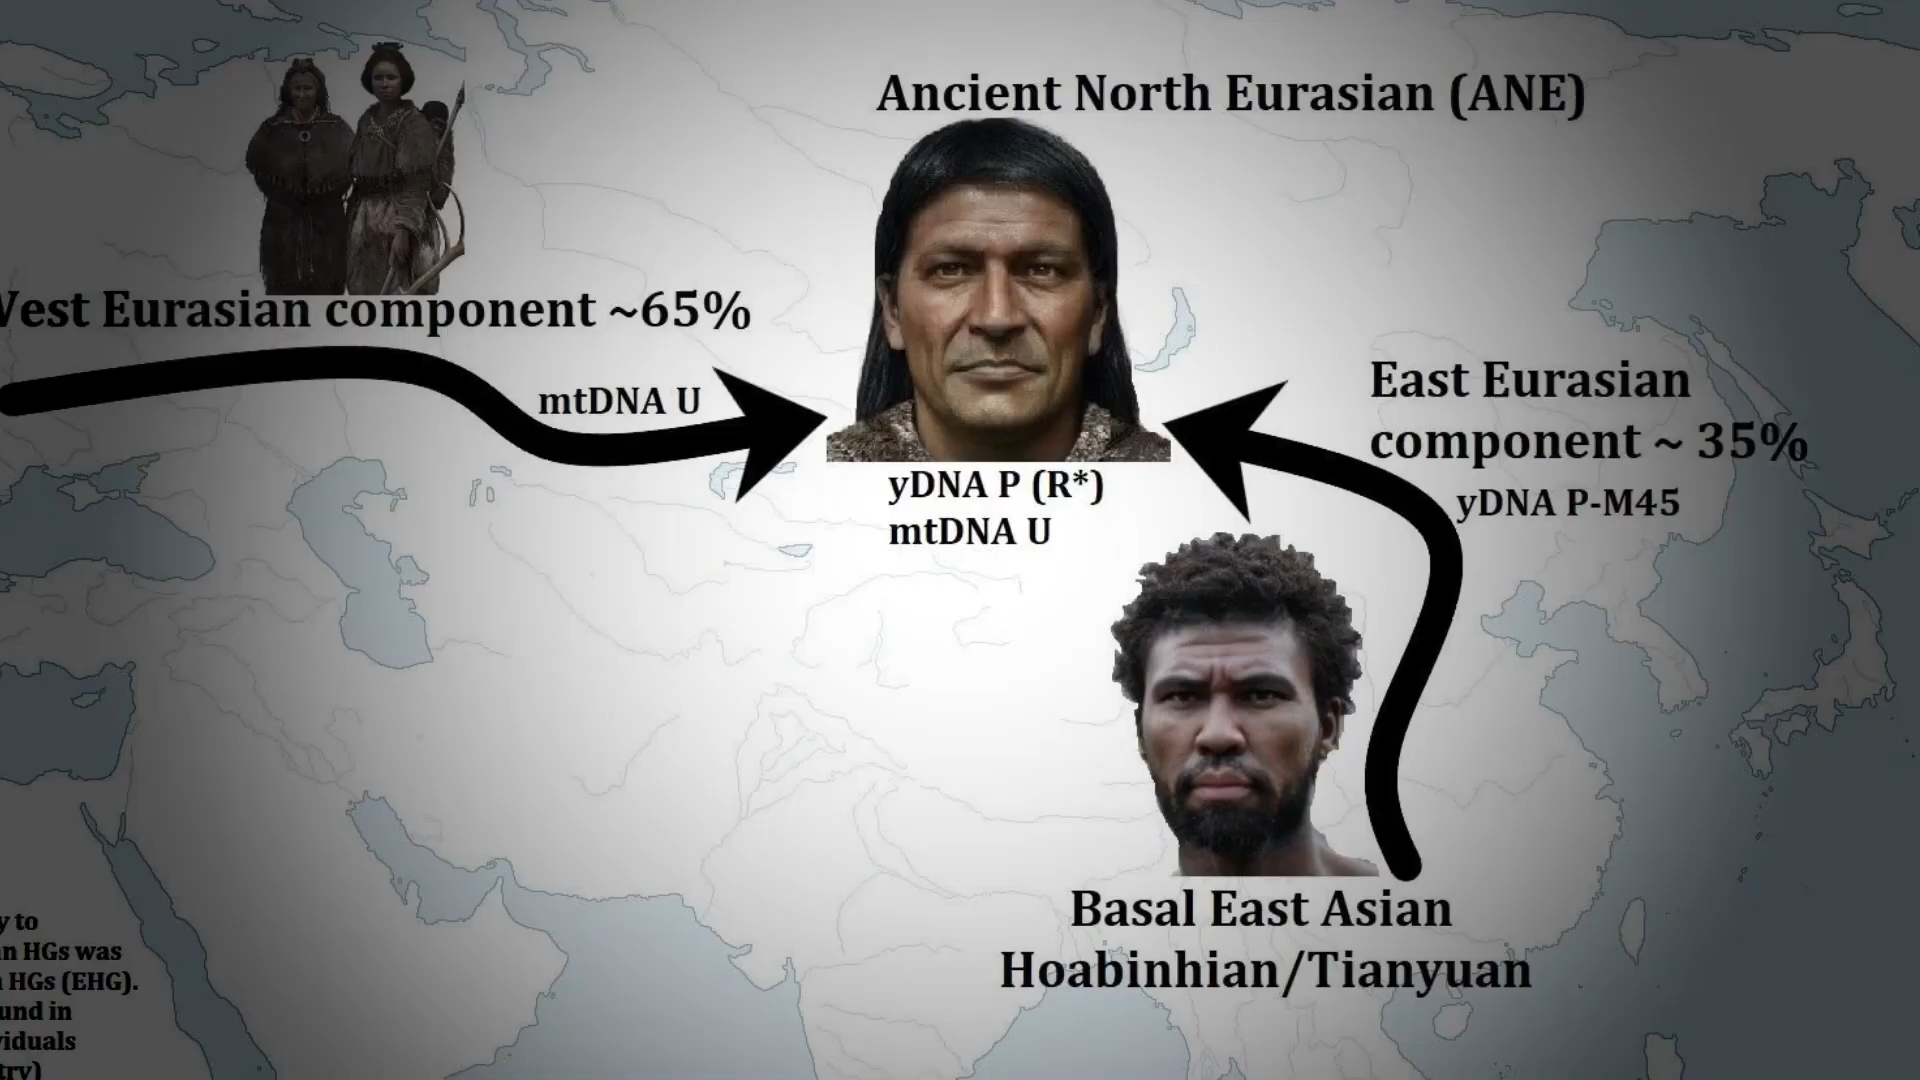 Ancient North Eurasian (ANE)
West Eurasian component ~65%
mtDNA U
East Eurasian
component ~ 35%
yDNA P-M45
yDNA P (R*)
mtDNA U
Basal East Asian
Hoabinhian/Tianyuan
y to
n HGs was
HGs (EHG).
und in
viduals
try)